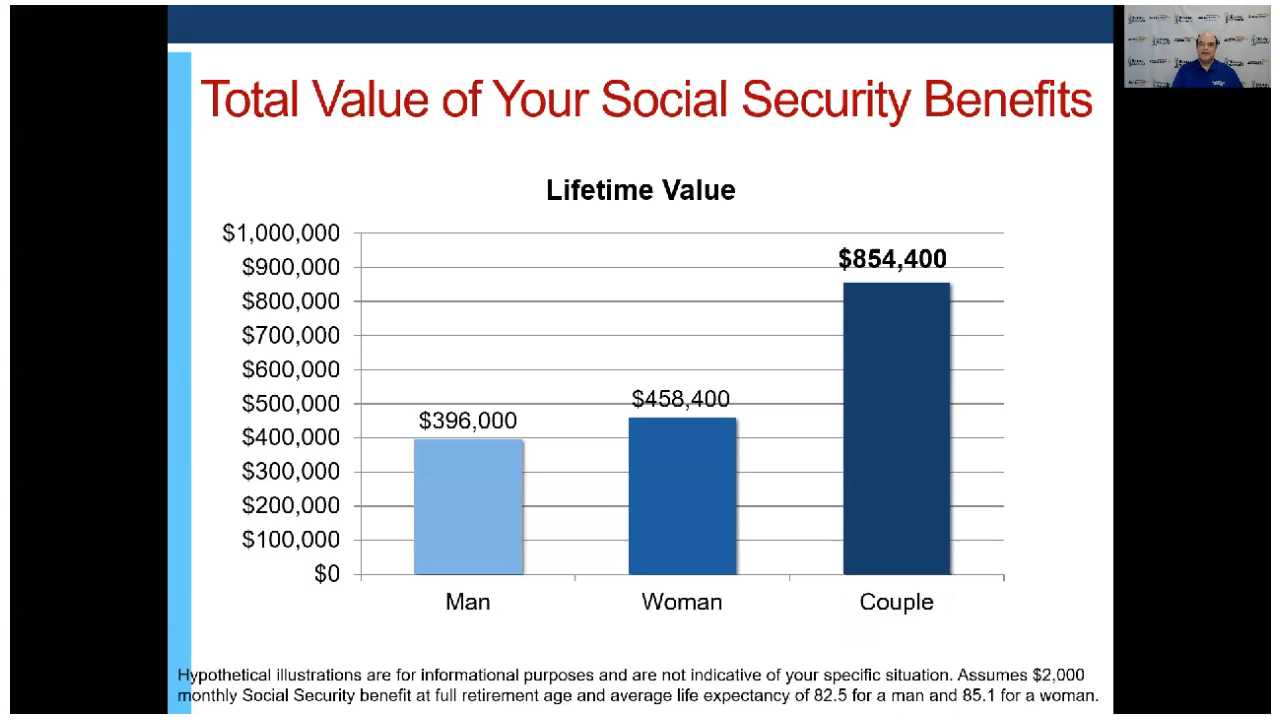 Total Value of Your Social Security Benefits
Lifetime Value
$1,000,000
$900,000
$800,000
$700,000
$600,000
$500,000
$400,000
$300,000
$200,000
$100,000
$0
$396,000
$458,400
$854,400
Man
Woman
Couple
Hypothetical illustrations are for informational purposes and are not indicative of your specific situation. Assumes $2,000
monthly Social Security benefit at full retirement age and average life expectancy of 82.5 for a man and 85.1 for a woman.